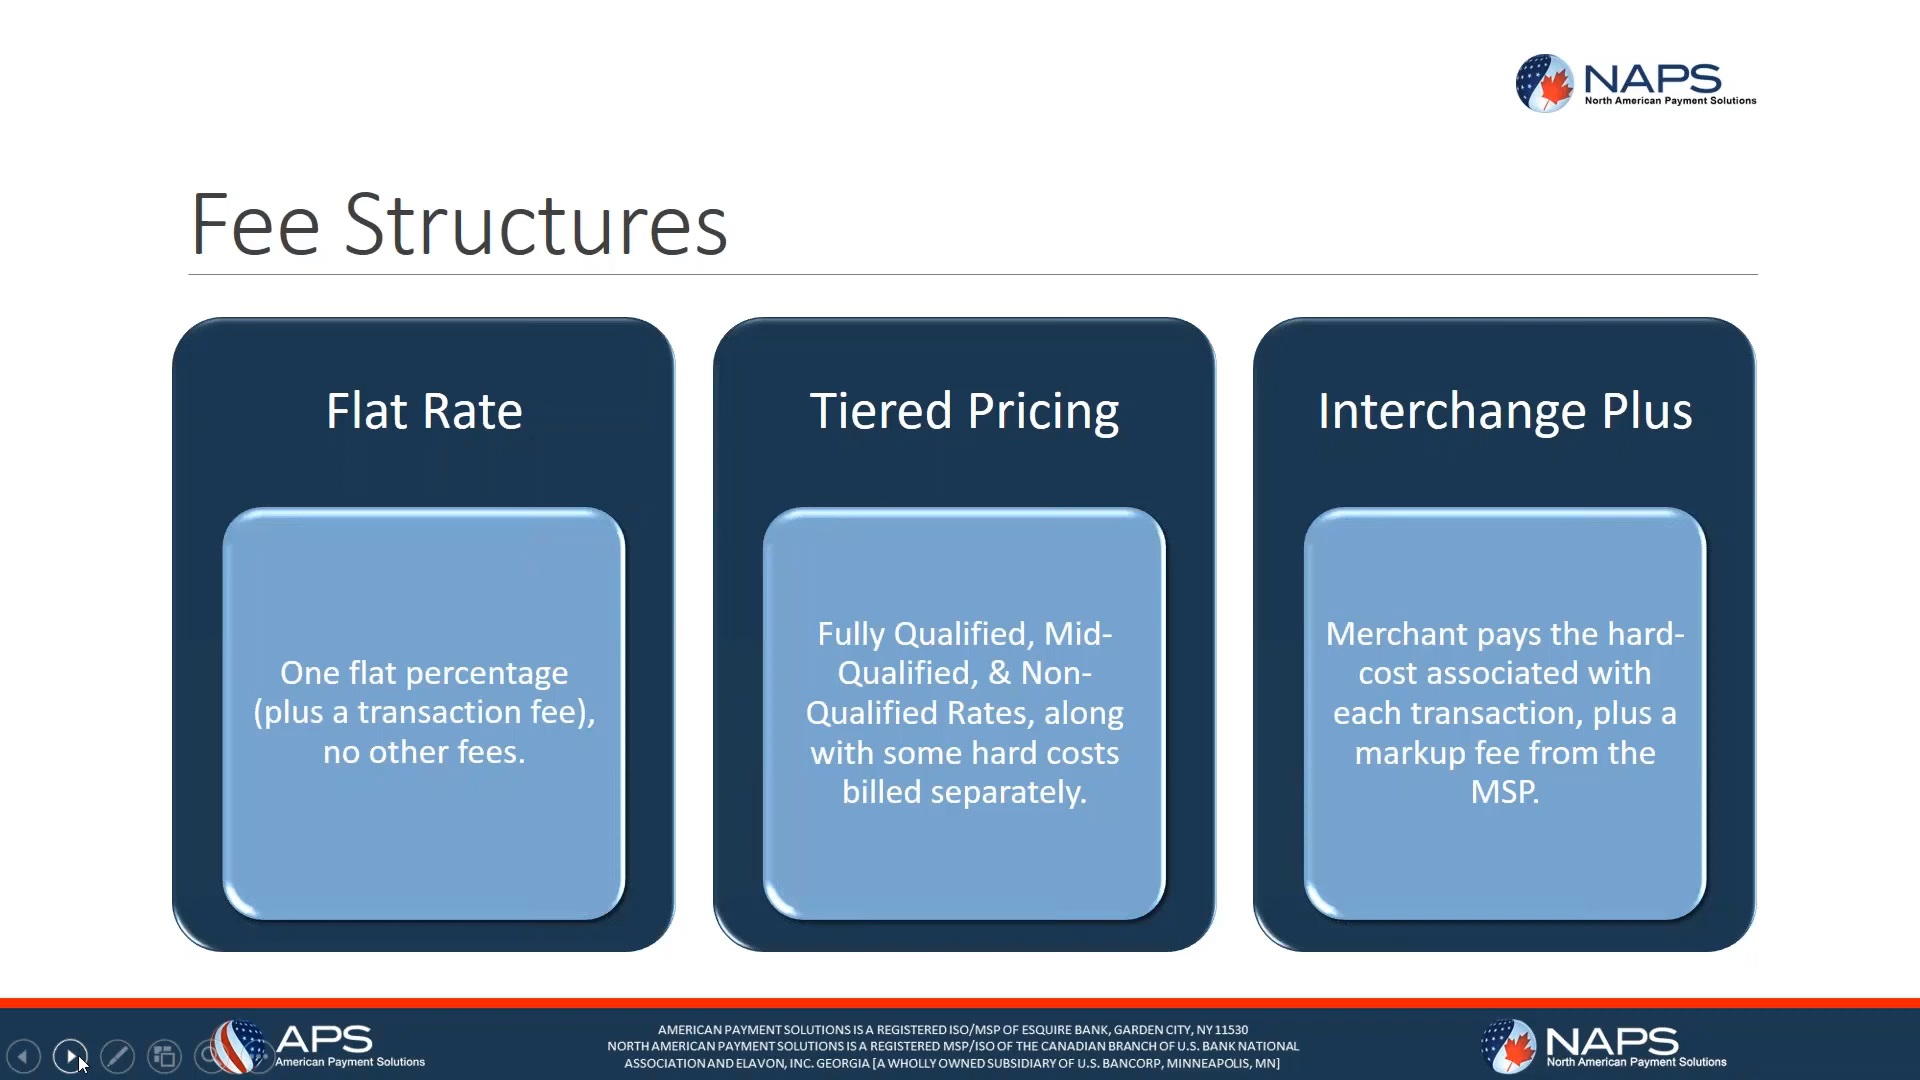 NAPS
North American Payment Solutions
Fee Structures
Flat Rate
One flat percentage
(plus a transaction fee),
no other fees.
Tiered Pricing
Fully Qualified, Mid-
Qualified, & Non-
Qualified Rates, along
with some hard costs
billed separately.
Interchange Plus
Merchant pays the hard-
cost associated with
each transaction, plus a
markup fee from the
MSP.
APS
American Payment Solutions
AMERICAN PAYMENT SOLUTIONS IS A REGISTERED ISO/MSP OF ESQUIRE BANK, GARDEN CITY, NY 11530
NORTH AMERICAN PAYMENT SOLUTIONS IS A REGISTERED MSP/ISO OF THE CANADIAN BRANCH OF U.S. BANK NATIONAL
ASSOCIATION AND ELAVON, INC. GEORGIA [A WHOLLY OWNED SUBSIDIARY OF U.S. BANCORP, MINNEAPOLIS, MN]
NAPS
North American Payment Solutions